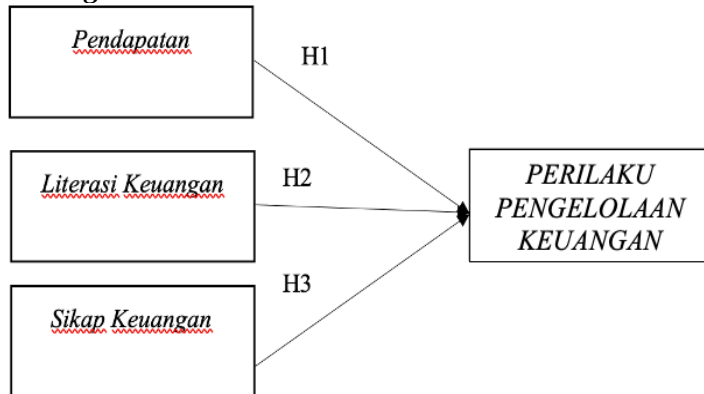 Pendapatan
H1
Literasi Keuangan
H2
PERILAKU
PENGELOLAAN
KEUANGAN
H3
Sikap Keuangan